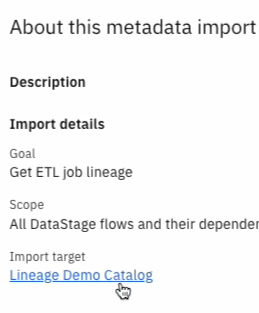 About this metadata import
Description
Import details
Goal
Get ETL job lineage
Scope
All DataStage flows and their
Import target
Lineage Demo Catalog